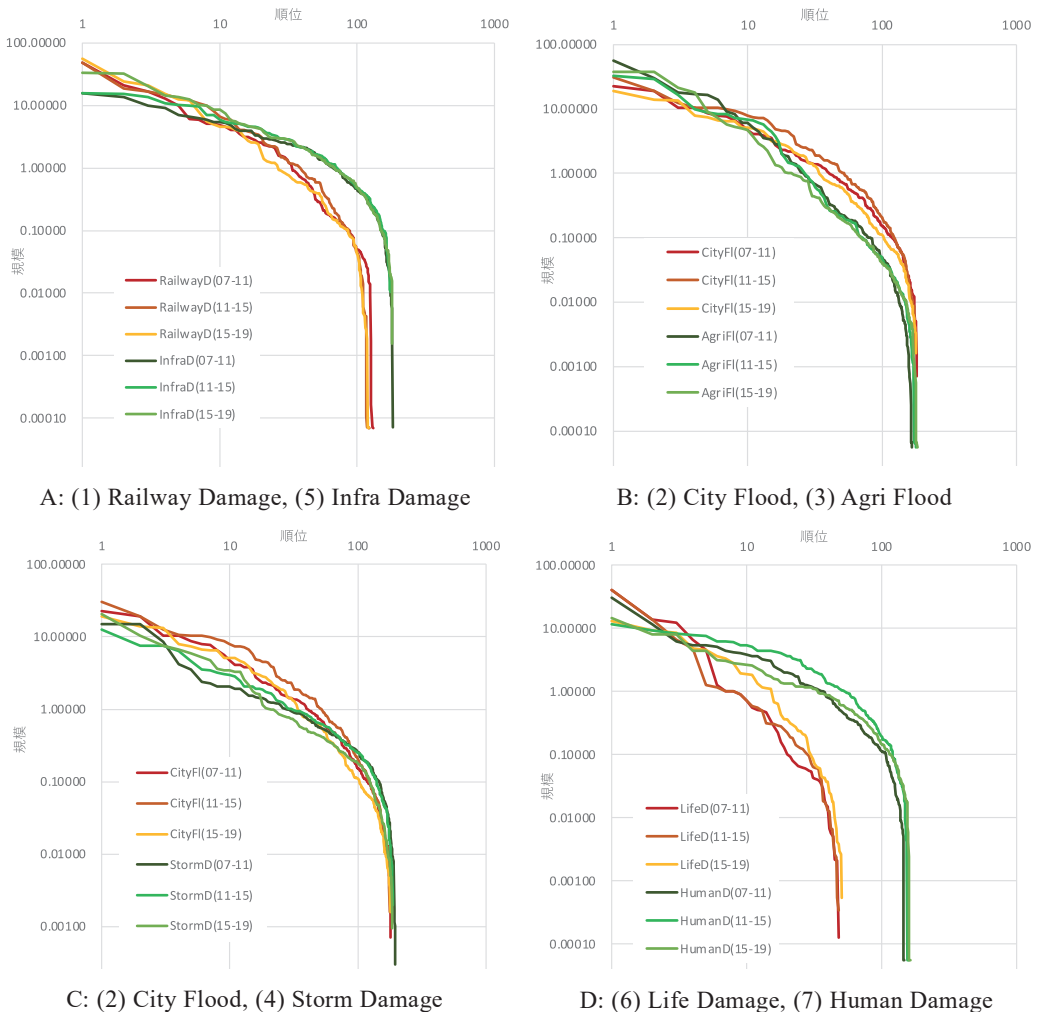 順位
1 10 100 1000
100.00000
10.00000
1.00000
0.10000
0.01000
0.00100
0.00010
規模
RailwayD(07-11)
RailwayD(11-15)
RailwayD(15-19)
InfraD(07-11)
InfraD(11-15)
InfraD(15-19)
A: (1) Railway Damage, (5) Infra Damage
順位
1 10 100 1000
100.00000
10.00000
1.00000
0.10000
0.01000
0.00100
0.00010
規模
CityFl(07-11)
CityFl(11-15)
CityFl(15-19)
AgriFl(07-11)
AgriFl(11-15)
AgriFl(15-19)
B: (2) City Flood, (3) Agri Flood
順位
1 10 100 1000
100.00000
10.00000
1.00000
0.10000
0.01000
0.00100
規模
CityFl(07-11)
CityFl(11-15)
CityFl(15-19)
StormD(07-11)
StormD(11-15)
StormD(15-19)
C: (2) City Flood, (4) Storm Damage
順位
1 10 100 1000
100.00000
10.00000
1.00000
0.10000
0.01000
0.00100
0.00010
規模
LifeD(07-11)
LifeD(11-15)
LifeD(15-19)
HumanD(07-11)
HumanD(11-15)
HumanD(15-19)
D: (6) Life Damage, (7) Human Damage